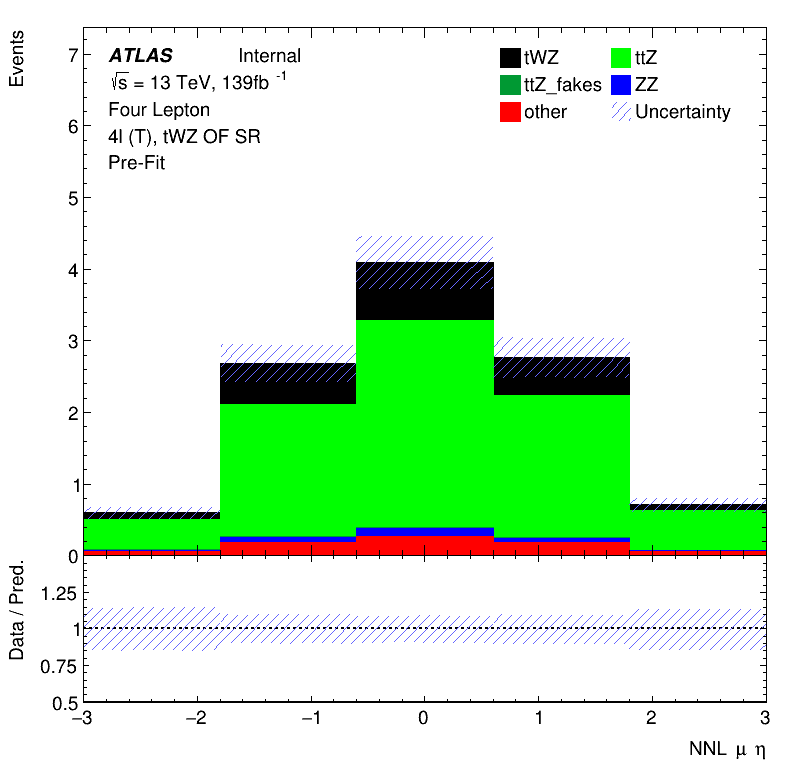 Events
7
6
5
4
3
2
1
0
ATLAS Internal
√s = 13 TeV, 139fb -1
Four Lepton
4l (T), tWZ OF SR
Pre-Fit
tWZ ttZ
ttZ_fakes ZZ
other Uncertainty
Data / Pred.
1.25
1
0.75
0.5
−3 −2 −1 0 1 2 3
NNL μ η